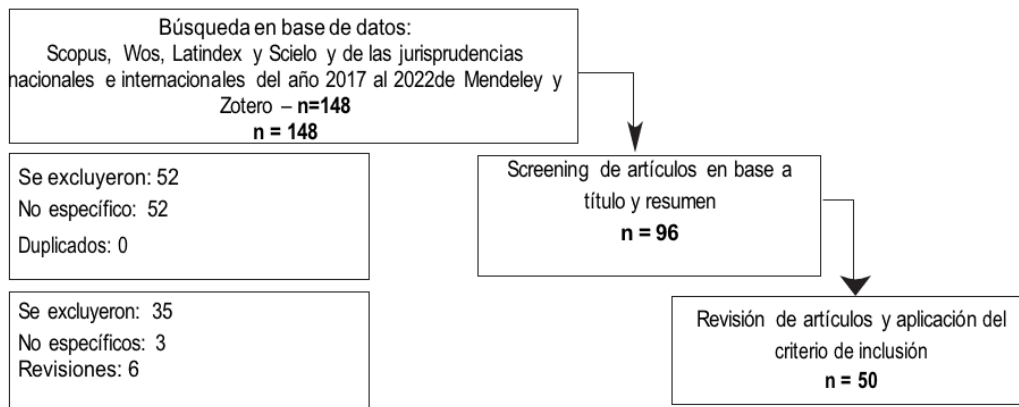 Búsqueda en base de datos:
Scopus, Wos, Latindex y Scielo y de las jurisprudencias
nacionales e internacionales del año 2017 al 2022de Mendeley y
Zotero – n=148
n = 148
Se excluyeron: 52
No específico: 52
Duplicados: 0
Screening de artículos en base a
título y resumen
n = 96
Se excluyeron: 35
No específicos: 3
Revisiones: 6
Revisión de artículos y aplicación del
criterio de inclusión
n = 50